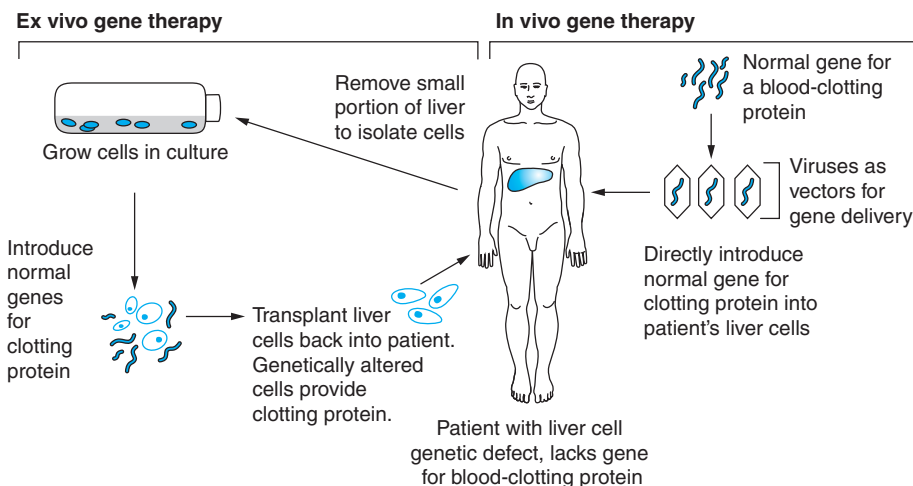 Ex vivo gene therapy
Remove small
portion of liver
to isolate cells
Grow cells in culture
Introduce
normal
genes
for
clotting
protein
Transplant liver
cells back into patient.
Genetically altered
cells provide
clotting protein.
In vivo gene therapy
Normal gene for
a blood-clotting
protein
Viruses as
vectors for
gene delivery
Directly introduce
normal gene for
clotting protein into
patient's liver cells
Patient with liver cell
genetic defect, lacks gene
for blood-clotting protein